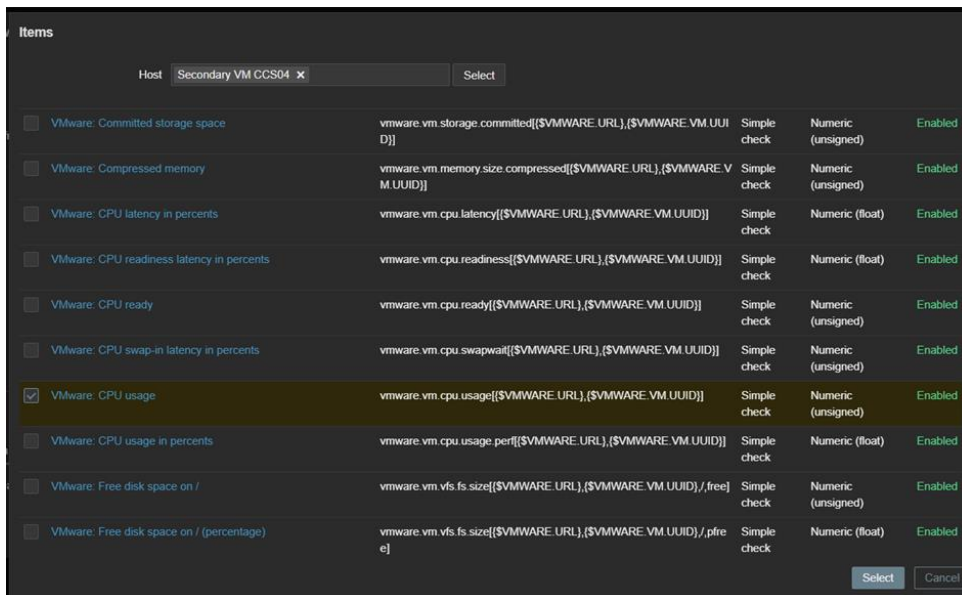 Items
Host Secondary VM CCS04 × Select
VMware: Committed storage space vmware.vm.storage.committed[{$VMWARE.URL},{$VMWARE.VM.UUI Simple Numeric Enabled
D}] check (unsigned)
VMware: Compressed memory vmware.vm.memory.size.compressed[{$VMWARE.URL},{$VMWARE.V Simple Numeric Enabled
M.UUID}] check (unsigned)
VMware: CPU latency in percents vmware.vm.cpu.latency[{$VMWARE.URL},{$VMWARE.VM.UUID}] Simple Numeric (float) Enabled
check
VMware: CPU readiness latency in percents vmware.vm.cpu.readiness[{$VMWARE.URL},{$VMWARE.VM.UUID}] Simple Numeric (float) Enabled
check
VMware: CPU ready vmware.vm.cpu.ready[{$VMWARE.URL},{$VMWARE.VM.UUID}] Simple Numeric Enabled
check (unsigned)
VMware: CPU swap-in latency in percents vmware.vm.cpu.swapwait[{$VMWARE.URL},{$VMWARE.VM.UUID}] Simple Numeric Enabled
check (unsigned)
VMware: CPU usage vmware.vm.cpu.usage[{$VMWARE.URL},{$VMWARE.VM.UUID}] Simple Numeric Enabled
check (unsigned)
VMware: CPU usage in percents vmware.vm.cpu.usage.perf[{$VMWARE.URL},{$VMWARE.VM.UUID}] Simple Numeric (float) Enabled
check
VMware: Free disk space on / vmware.vm.vfs.fs.size[{$VMWARE.URL},{$VMWARE.VM.UUID},/,free] Simple Numeric Enabled
check (unsigned)
VMware: Free disk space on / (percentage) vmware.vm.vfs.fs.size[{$VMWARE.URL},{$VMWARE.VM.UUID},/,pfre Simple Numeric (float) Enabled
e] check
Select Cancel